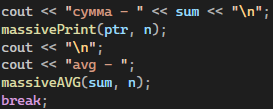 cout << "сумма – " << sum << "\n";
massivePrint(ptr, n);
cout << "\n";
cout << "avg – ";
massiveAVG(sum, n);
break;